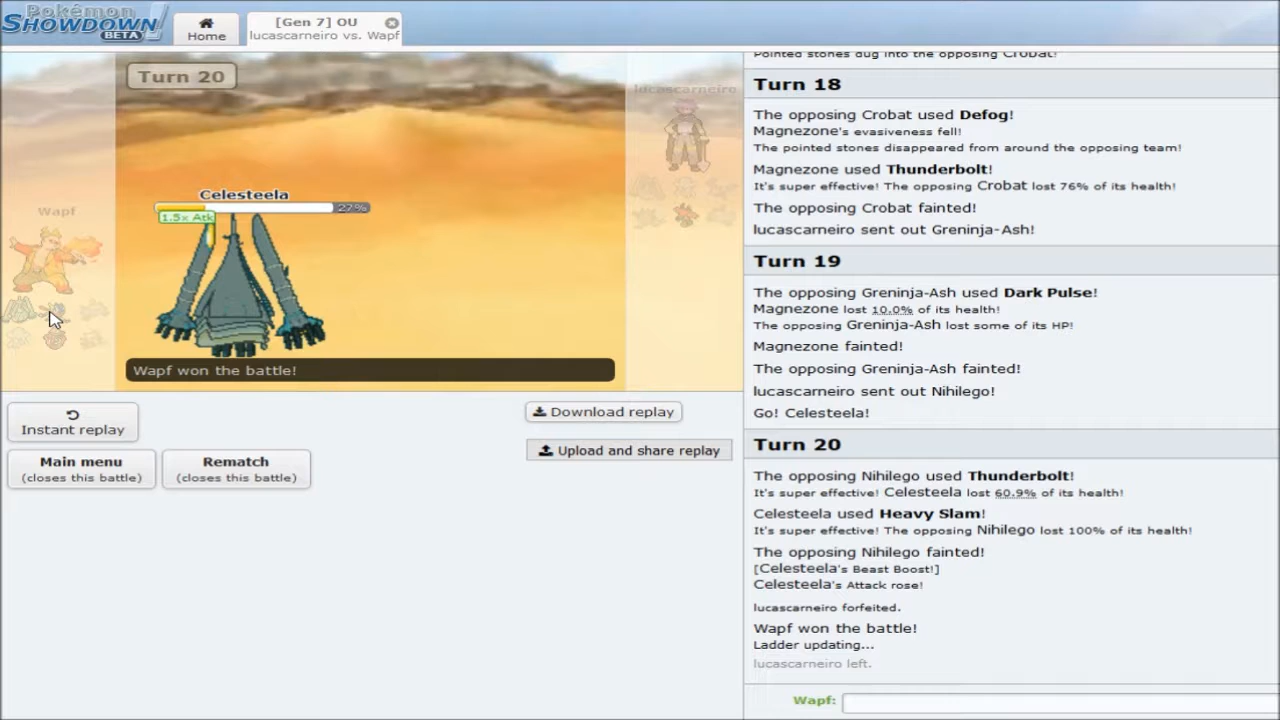 Pokémon
SHOWDOWN!
BETA
Home
[Gen 7] OU
lucascarneiro vs. Wapf
Turn 20
lucascarneiro
Wapf
Celesteela
27%
1.5x Atk
Wapf won the battle!
Instant replay
Download replay
Upload and share replay
Main menu
(closes this battle)
Rematch
(closes this battle)
Pointed stones dug into the opposing Crobat!
Turn 18
The opposing Crobat used Defog!
Magnezone's evasiveness fell!
The pointed stones disappeared from around the opposing team!
Magnezone used Thunderbolt!
It's super effective! The opposing Crobat lost 76% of its health!
The opposing Crobat fainted!
lucascarneiro sent out Greninja-Ash!
Turn 19
The opposing Greninja-Ash used Dark Pulse!
Magnezone lost 10.0% of its health!
The opposing Greninja-Ash lost some of its HP!
Magnezone fainted!
The opposing Greninja-Ash fainted!
lucascarneiro sent out Nihilego!
Go! Celesteela!
Turn 20
The opposing Nihilego used Thunderbolt!
It's super effective! Celesteela lost 60.9% of its health!
Celesteela used Heavy Slam!
It's super effective! The opposing Nihilego lost 100% of its health!
The opposing Nihilego fainted!
[Celesteela's Beast Boost!]
Celesteela's Attack rose!
lucascarneiro forfeited.
Wapf won the battle!
Ladder updating...
lucascarneiro left.
Wapf: